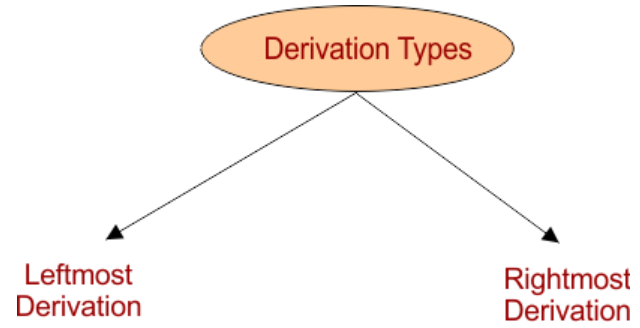 Derivation Types
Leftmost
Derivation
Rightmost
Derivation